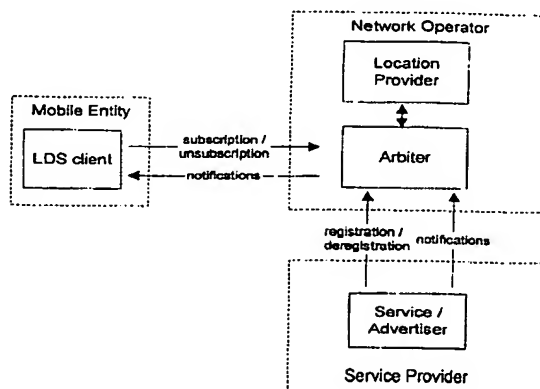 Network Operator
Location
Provider
Mobile Entity
LDS client
subscription /
unsubscription
notifications
Arbiter
registration /
deregistration
notifications
Service /
Advertiser
Service Provider